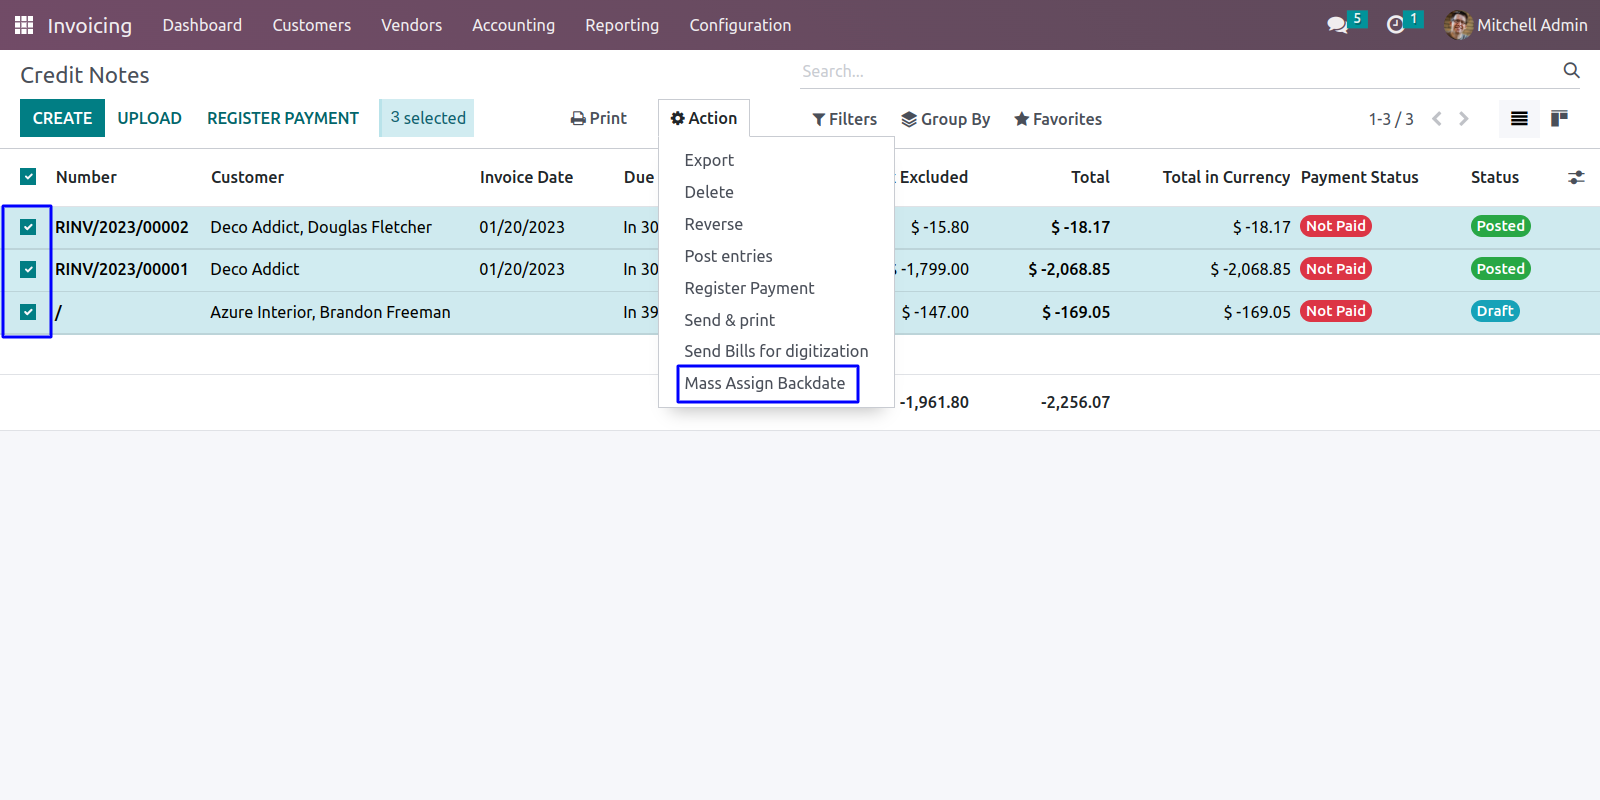 Invoicing Dashboard Customers Vendors Accounting Reporting Configuration 5 1 Mitchell Admin
Credit Notes
Search...
CREATE UPLOAD REGISTER PAYMENT 3 selected Print Action Filters Group By Favorites 1-3 / 3
Number Customer Invoice Date Due Excluded Total Total in Currency Payment Status Status
RINV/2023/00002 Deco Addict, Douglas Fletcher 01/20/2023 In 30 $ -15.80 $ -18.17 $ -18.17 Not Paid Posted
RINV/2023/00001 Deco Addict 01/20/2023 In 30 $ -1,799.00 $ -2,068.85 $ -2,068.85 Not Paid Posted
/ Azure Interior, Brandon Freeman In 39 $ -147.00 $ -169.05 $ -169.05 Not Paid Draft
-1,961.80 -2,256.07
Export
Delete
Reverse
Post entries
Register Payment
Send & print
Send Bills for digitization
Mass Assign Backdate